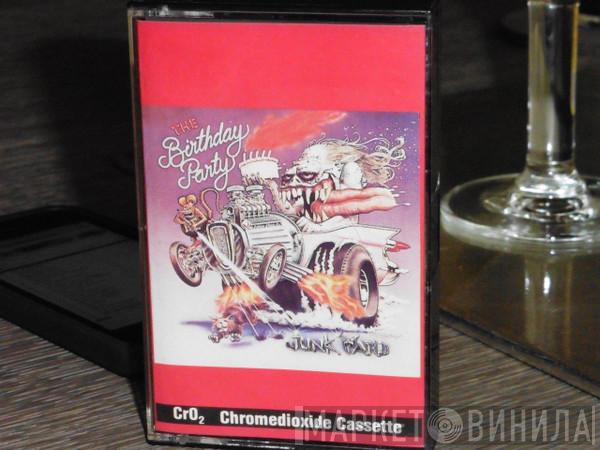 THE
Birthday
Party
JUNK YARD
CrO₂ Chromedioxide Cassette
МАРКЕТ ВИНИЛА